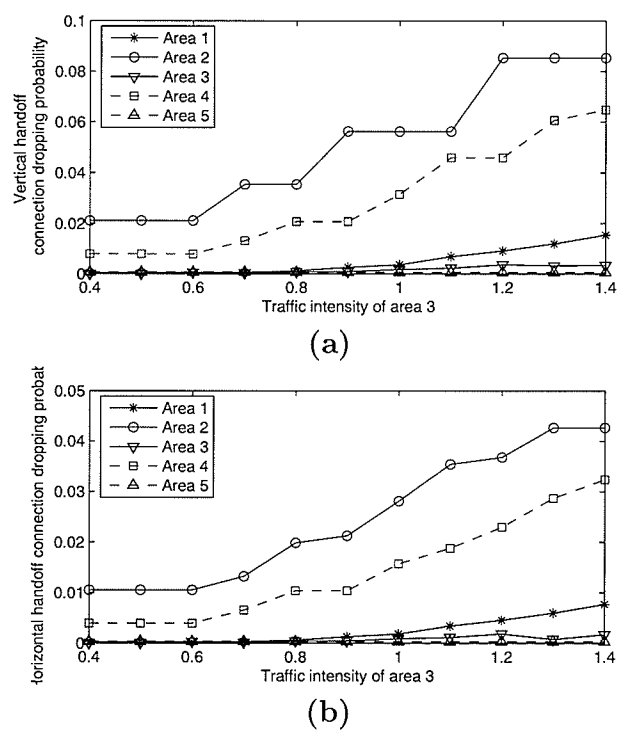 0.1
Area 1
Area 2
Area 3
Area 4
Area 5
0.08
0.06
0.04
0.02
0
Vertical handoff
connection dropping probability
0.4
0.6
0.8
1
1.2
1.4
Traffic intensity of area 3
(a)
0.05
Area 1
Area 2
Area 3
Area 4
Area 5
0.04
0.03
0.02
0.01
0
handoff connection dropping
0.4
0.6
0.8
1
1.2
1.4
Traffic intensity of area 3
(b)